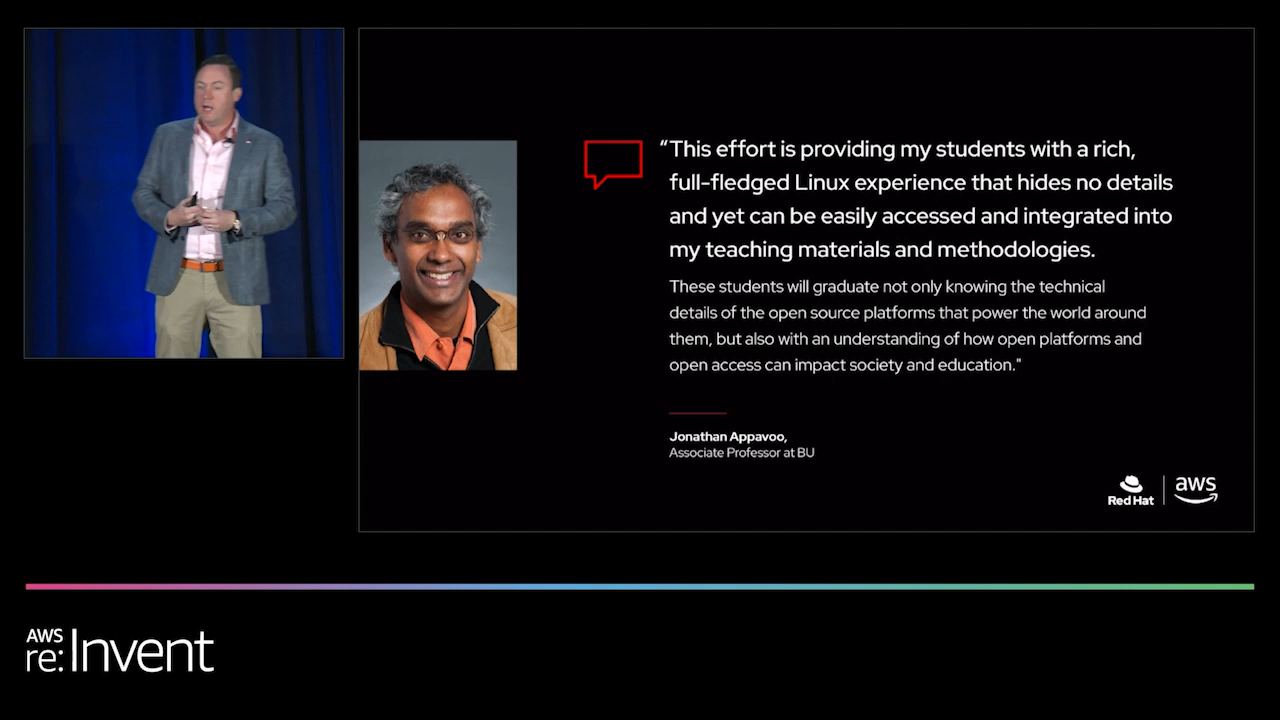 “This effort is providing my students with a rich,
full-fledged Linux experience that hides no details
and yet can be easily accessed and integrated into
my teaching materials and methodologies.
These students will graduate not only knowing the technical
details of the open source platforms that power the world around
them, but also with an understanding of how open platforms and
open access can impact society and education."
Jonathan Appavoo,
Associate Professor at BU
Red Hat
aws
AWS
re:Invent